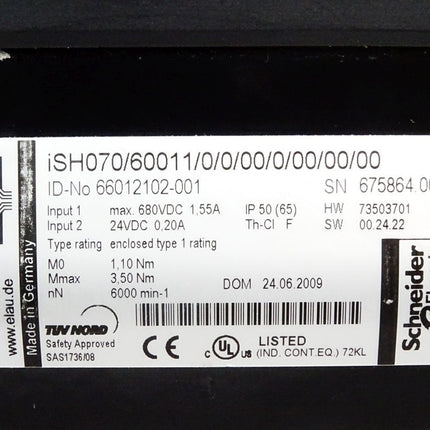 iSH070/60011/0/0/00/0/00/00/00
ID-No 66012102-001 SN 675864.00
Input 1 max. 680VDC 1,55A IP 50 (65) HW 73503701
Input 2 24VDC 0,20A Th-Cl F SW 00.24.22
Type rating enclosed type 1 rating
M0 1,10 Nm
Mmax 3,50 Nm DOM 24.06.2009
nN 6000 min-1
TÜV NORD
Safety Approved
SAS1736/08
CE
c UL us LISTED
(IND. CONT.EQ.) 72KL
www.elau.de
Made in Germany
Schneider